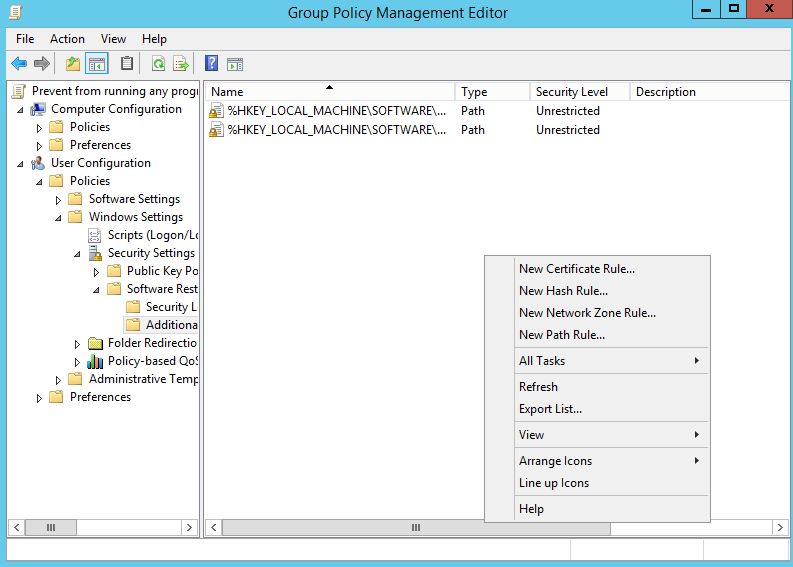 Group Policy Management Editor
File Action View Help
Prevent from running any prog
Computer Configuration
Policies
Preferences
User Configuration
Policies
Software Settings
Windows Settings
Scripts (Logon/Lo
Security Settings
Public Key Po
Software Rest
Security L
Additiona
Folder Redirectio
Policy-based QoS
Administrative Temp
Preferences
Name Type Security Level Description
%HKEY_LOCAL_MACHINE\SOFTWARE\... Path Unrestricted
%HKEY_LOCAL_MACHINE\SOFTWARE\... Path Unrestricted
New Certificate Rule...
New Hash Rule...
New Network Zone Rule...
New Path Rule...
All Tasks
Refresh
Export List...
View
Arrange Icons
Line up Icons
Help